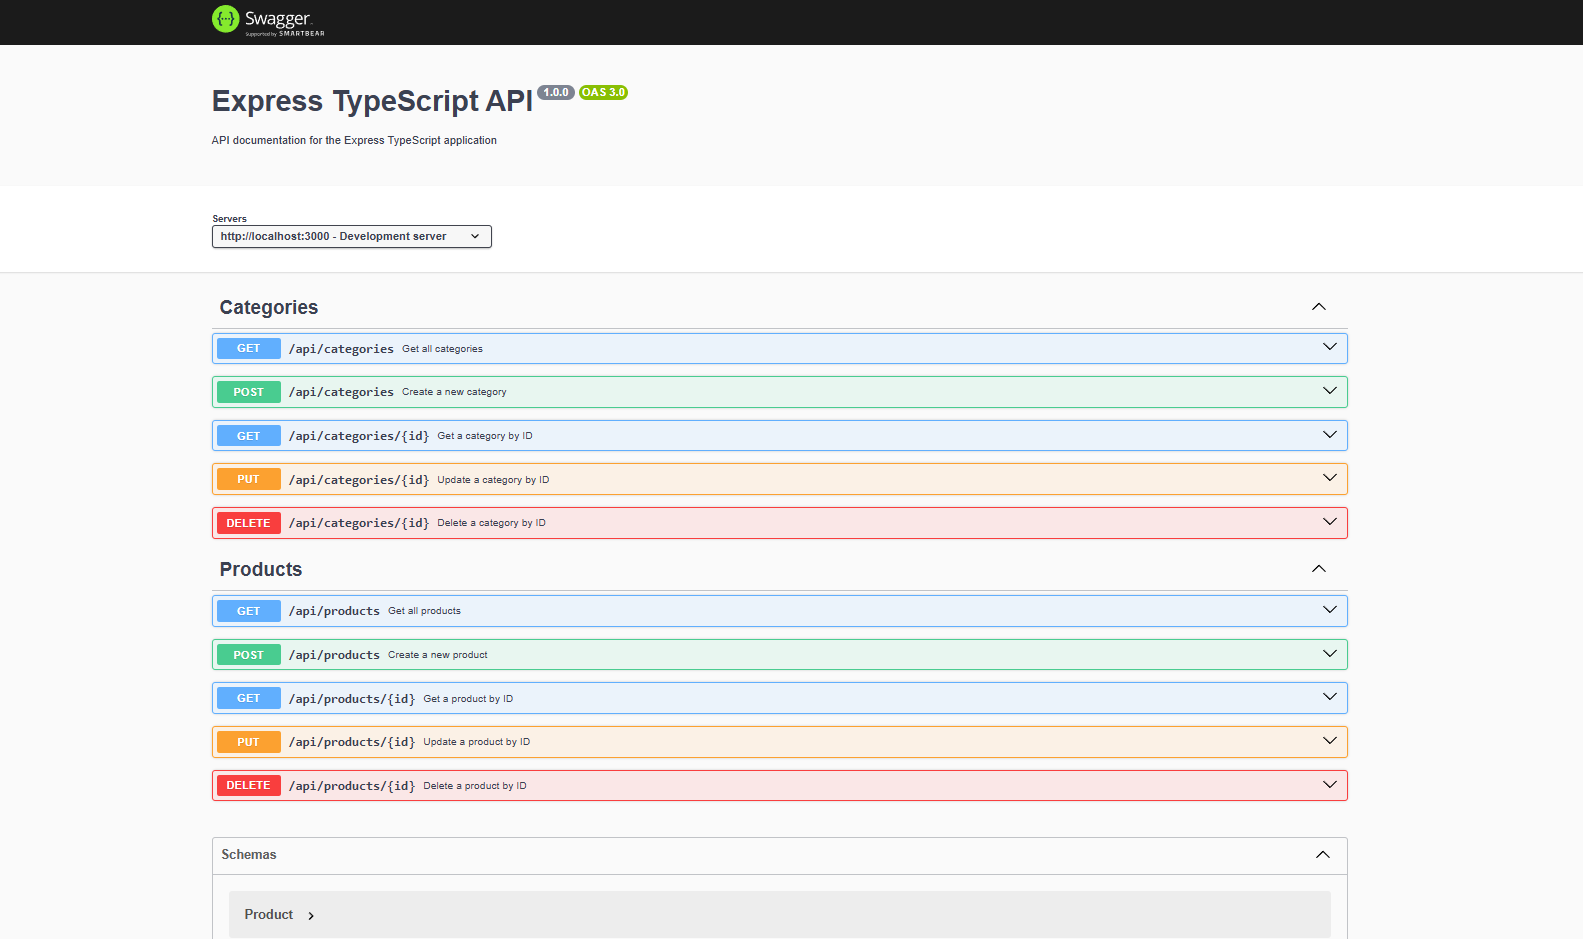 Swagger
Supported by SMARTBEAR
Express TypeScript API 1.0.0 OAS 3.0
API documentation for the Express TypeScript application
Servers
http://localhost:3000 - Development server
Categories
GET /api/categories Get all categories
POST /api/categories Create a new category
GET /api/categories/{id} Get a category by ID
PUT /api/categories/{id} Update a category by ID
DELETE /api/categories/{id} Delete a category by ID
Products
GET /api/products Get all products
POST /api/products Create a new product
GET /api/products/{id} Get a product by ID
PUT /api/products/{id} Update a product by ID
DELETE /api/products/{id} Delete a product by ID
Schemas
Product